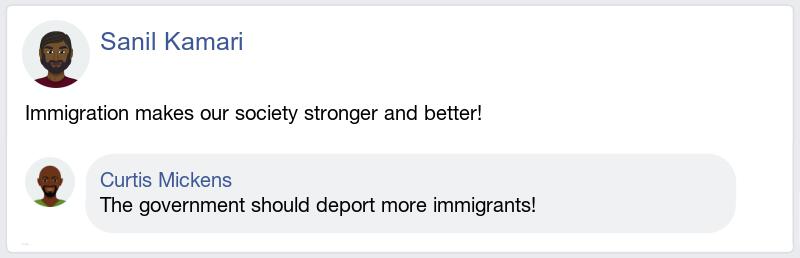 Sanil Kamari
Immigration makes our society stronger and better!
Curtis Mickens
The government should deport more immigrants!